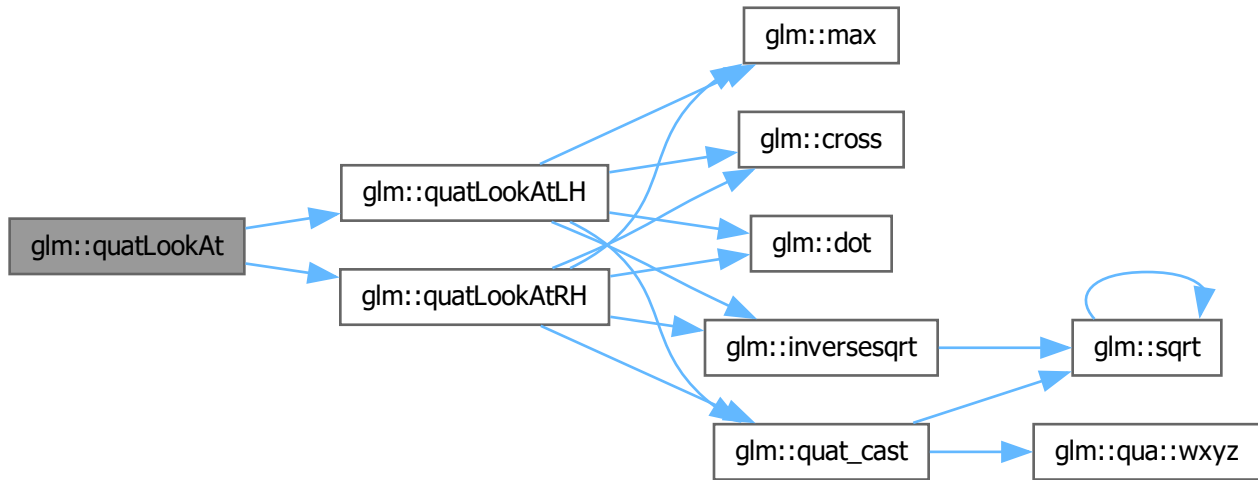 glm::max
glm::cross
glm::quatLookAtLH
glm::quatLookAt
glm::dot
glm::quatLookAtRH
glm::inversesqrt
glm::sqrt
glm::quat_cast
glm::qua::wxyz